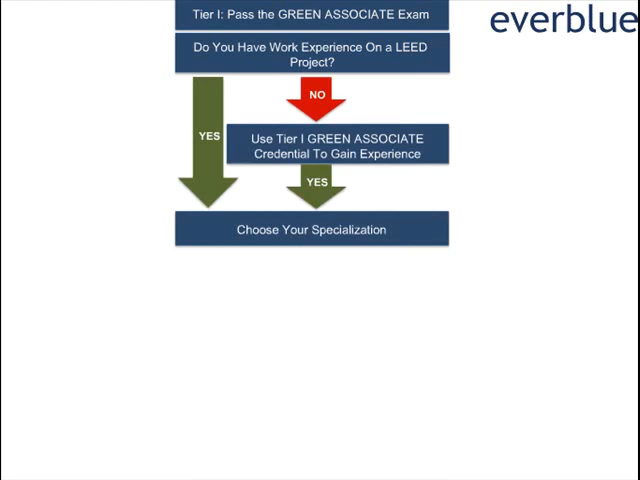 everblue
Tier I: Pass the GREEN ASSOCIATE Exam
Do You Have Work Experience On a LEED
Project?
NO
YES
Use Tier I GREEN ASSOCIATE
Credential To Gain Experience
YES
Choose Your Specialization